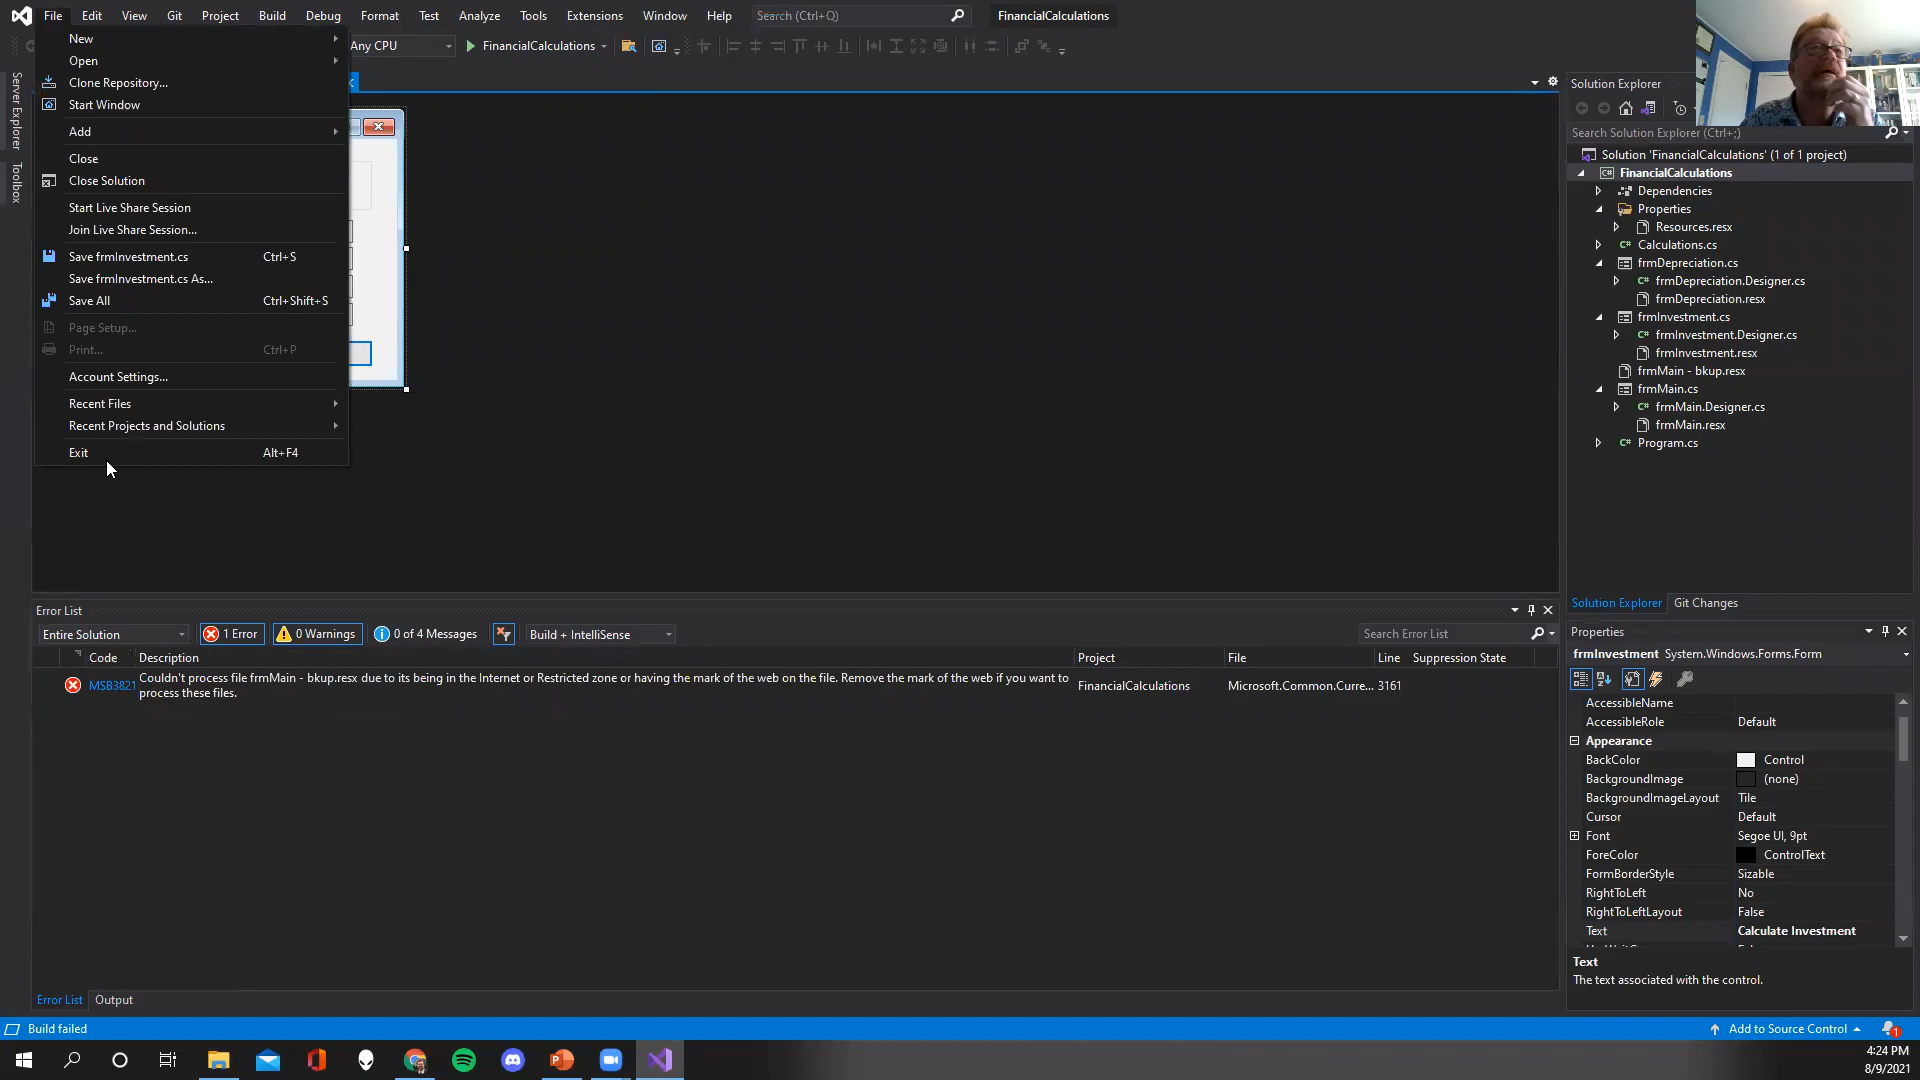 File Edit View Git Project Build Debug Format Test Analyze Tools Extensions Window Help Search (Ctrl+Q) FinancialCalculations
Any CPU FinancialCalculations
New
Open
Clone Repository...
Start Window
Add
Close
Close Solution
Start Live Share Session
Join Live Share Session...
Save frmInvestment.cs Ctrl+S
Save frmInvestment.cs As...
Save All Ctrl+Shift+S
Page Setup...
Print... Ctrl+P
Account Settings...
Recent Files
Recent Projects and Solutions
Exit Alt+F4
Server Explorer
Toolbox
Solution Explorer
Search Solution Explorer (Ctrl+;)
Solution 'FinancialCalculations' (1 of 1 project)
C# FinancialCalculations
Dependencies
Properties
Resources.resx
C# Calculations.cs
frmDepreciation.cs
C# frmDepreciation.Designer.cs
frmDepreciation.resx
frmInvestment.cs
C# frmInvestment.Designer.cs
frmInvestment.resx
frmMain - bkup.resx
frmMain.cs
C# frmMain.Designer.cs
frmMain.resx
C# Program.cs
Solution Explorer Git Changes
Error List
Entire Solution 1 Error 0 Warnings 0 of 4 Messages Build + IntelliSense Search Error List
Code Description Project File Line Suppression State
MSB3821 Couldn't process file frmMain - bkup.resx due to its being in the Internet or Restricted zone or having the mark of the web on the file. Remove the mark of the web if you want to
process these files. FinancialCalculations Microsoft.Common.Curre... 3161
Error List Output
Properties
frmInvestment System.Windows.Forms.Form
AccessibleName
AccessibleRole Default
Appearance
BackColor Control
BackgroundImage (none)
BackgroundImageLayout Tile
Cursor Default
Font Segoe UI, 9pt
ForeColor ControlText
FormBorderStyle Sizable
RightToLeft No
RightToLeftLayout False
Text Calculate Investment
Text
The text associated with the control.
Build failed Add to Source Control 1
4:24 PM
8/9/2021